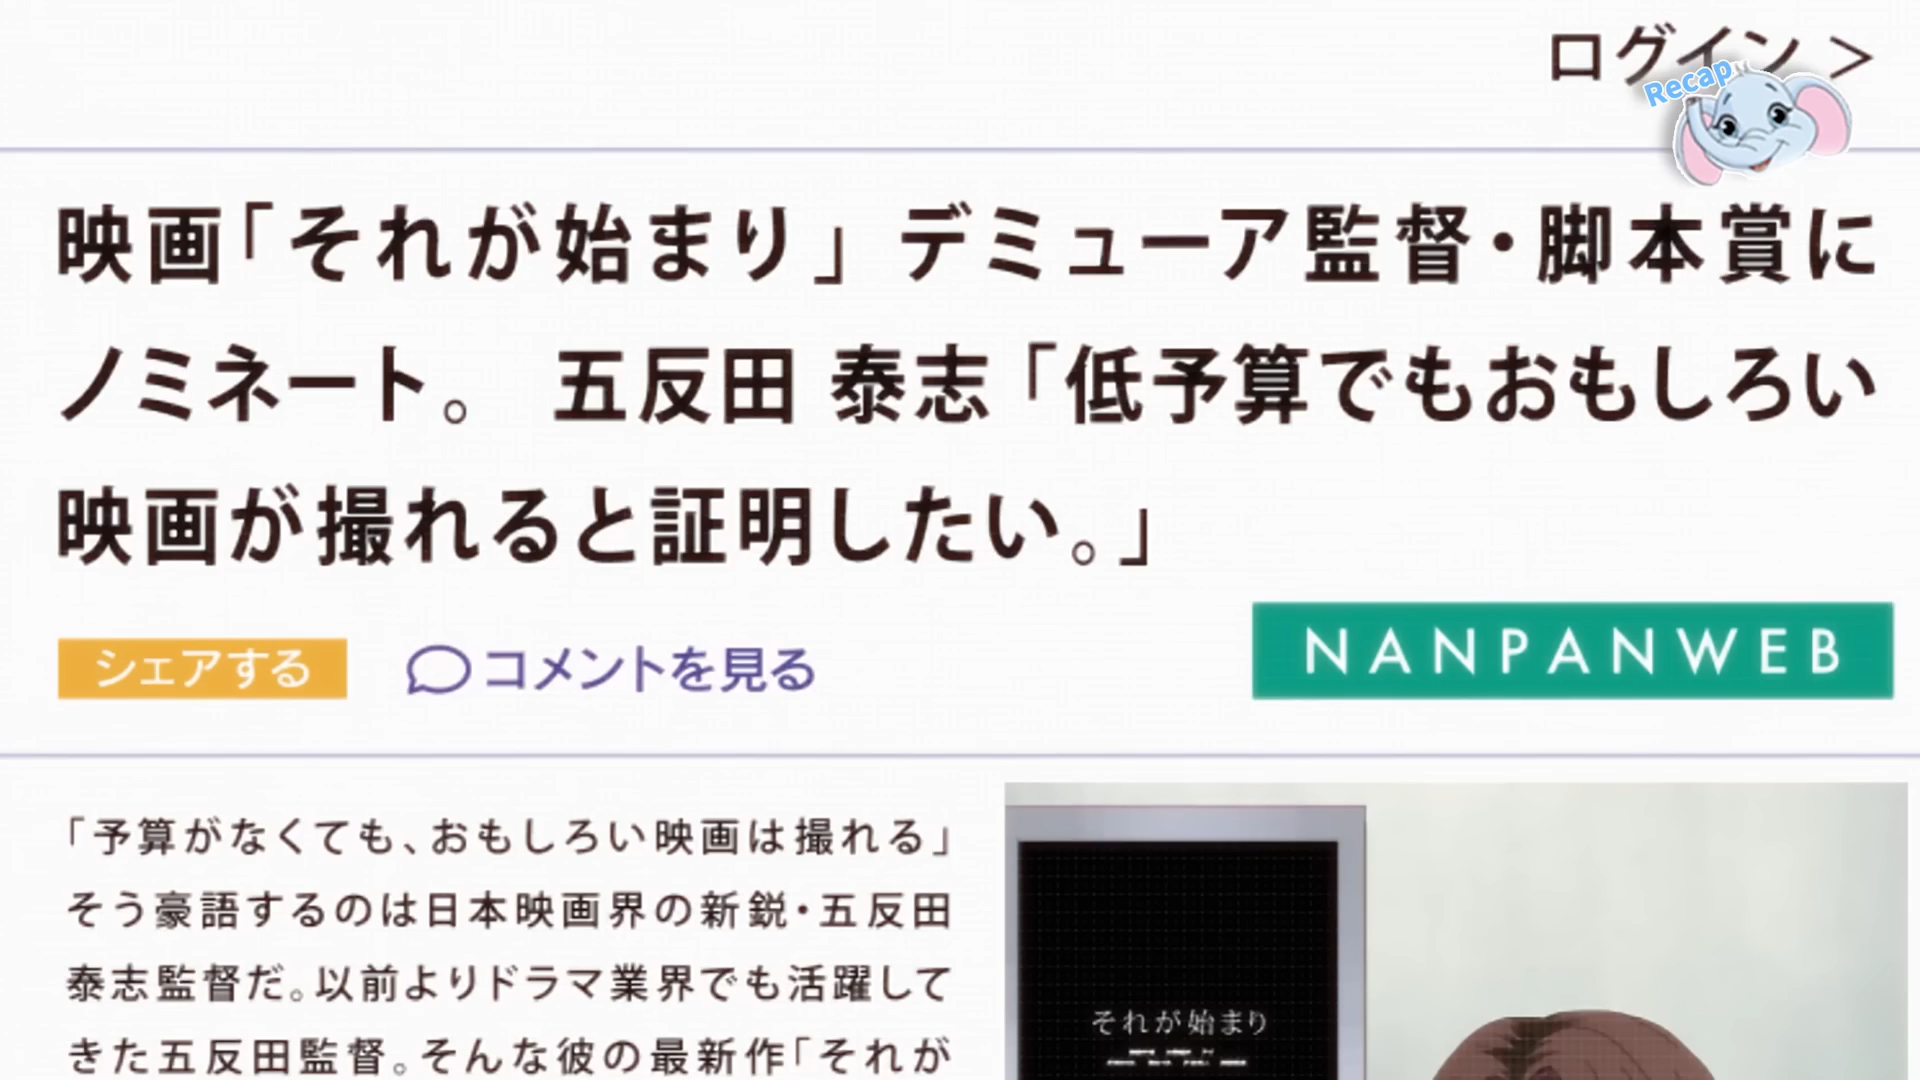 ログイン >
Recap
映画「それが始まり」 デミューア監督・脚本賞に
ノミネート。 五反田 泰志「低予算でもおもしろい
映画が撮れると証明したい。」
シェアする
コメントを見る
NANPANWEB
「予算がなくても、おもしろい映画は撮れる」
そう豪語するのは日本映画界の新鋭・五反田
泰志監督だ。以前よりドラマ業界でも活躍して
きた五反田監督。そんな彼の最新作「それが
それが始まり